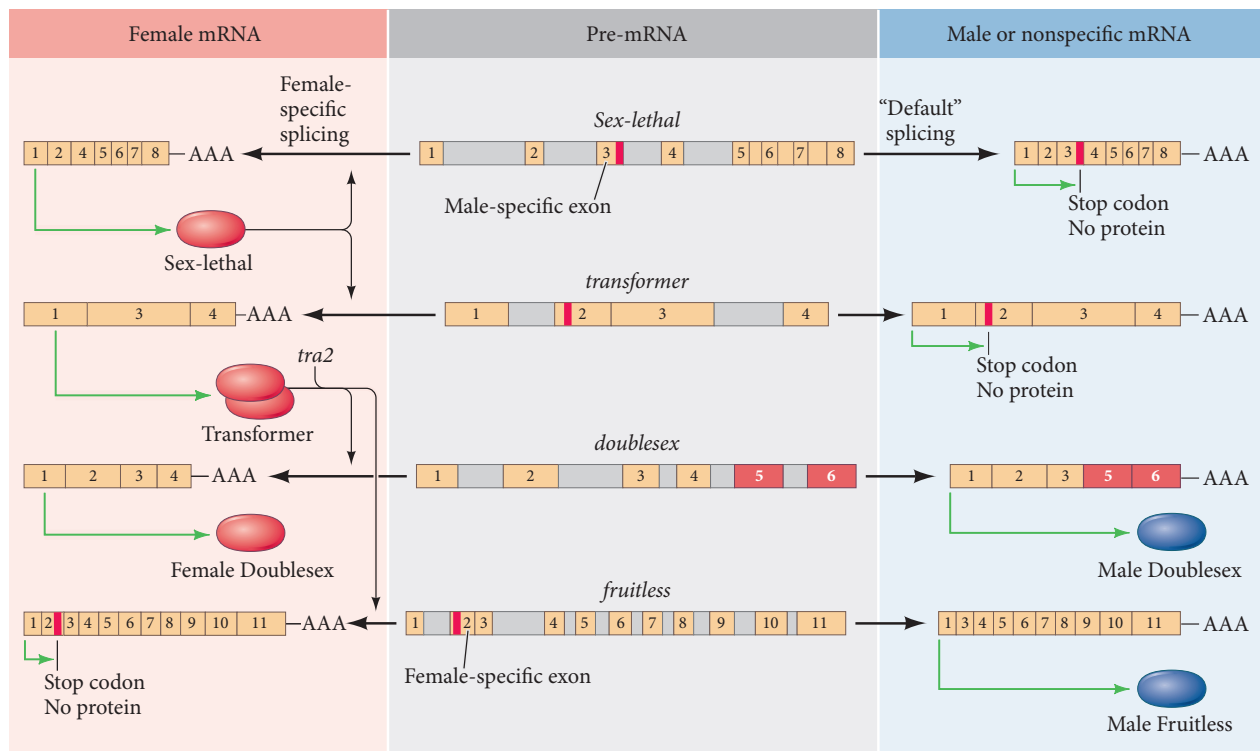 Female mRNA
Pre-mRNA
Male or nonspecific mRNA
Female-
specific
splicing
Sex-lethal
“Default”
splicing
1 2 4 5 6 7 8 AAA
1 2 3 4 5 6 7 8
1 2 3 4 5 6 7 8 AAA
Male-specific exon
Stop codon
No protein
Sex-lethal
transformer
1 3 4 AAA
1 2 3 4
1 2 3 4 AAA
Stop codon
No protein
tra2
Transformer
doublesex
1 2 3 4 AAA
1 2 3 4 5 6
1 2 3 5 6 AAA
Female Doublesex
Male Doublesex
fruitless
1 2 3 4 5 6 7 8 9 10 11 AAA
1 2 3 4 5 6 7 8 9 10 11
1 3 4 5 6 7 8 9 10 11 AAA
Female-specific exon
Stop codon
No protein
Male Fruitless